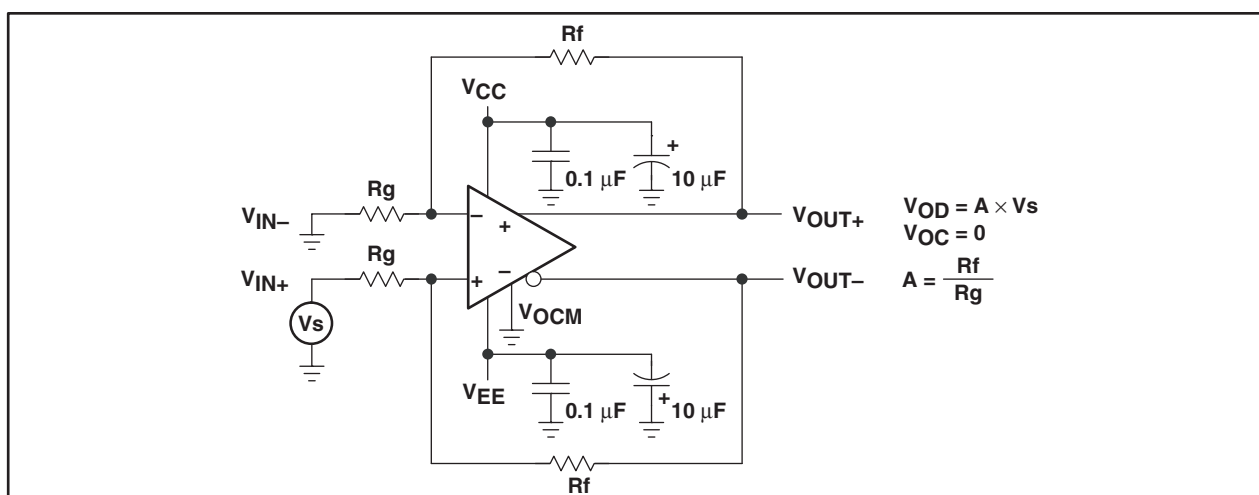 Rf
VCC
+
0.1 μF
10 μF
Rg
VIN–
–
+
VOUT+
VOD = A × Vs
VOC = 0
Rg
VIN+
+
–
VOUT–
A = Rf
Rg
Vs
VOCM
VEE
0.1 μF
+
10 μF
Rf